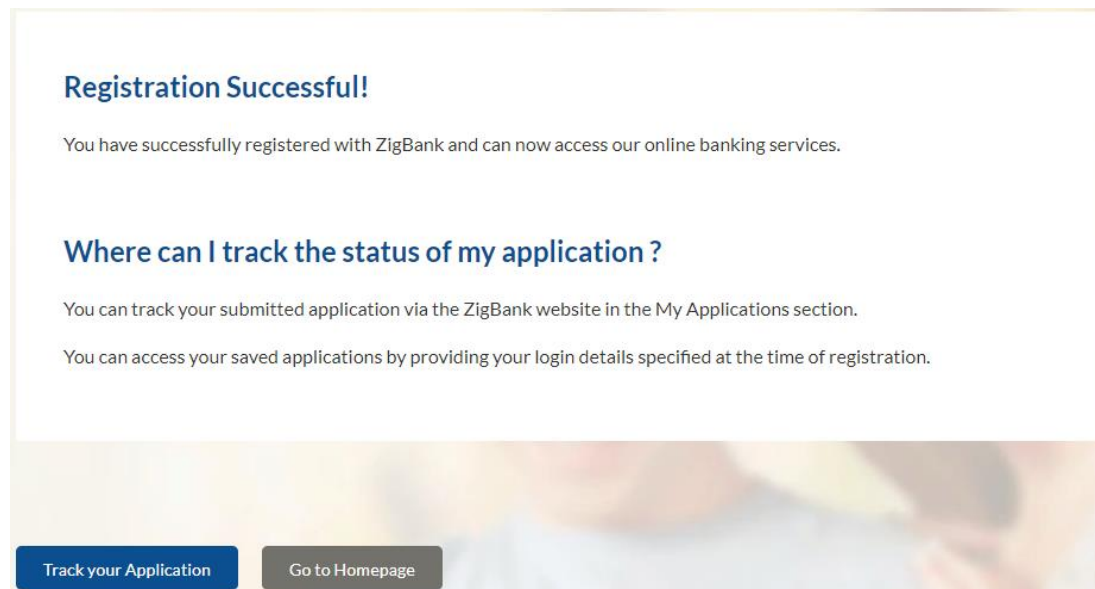 Registration Successful!
You have successfully registered with ZigBank and can now access our online banking services.
Where can I track the status of my application ?
You can track your submitted application via the ZigBank website in the My Applications section.
You can access your saved applications by providing your login details specified at the time of registration.
Track your Application
Go to Homepage